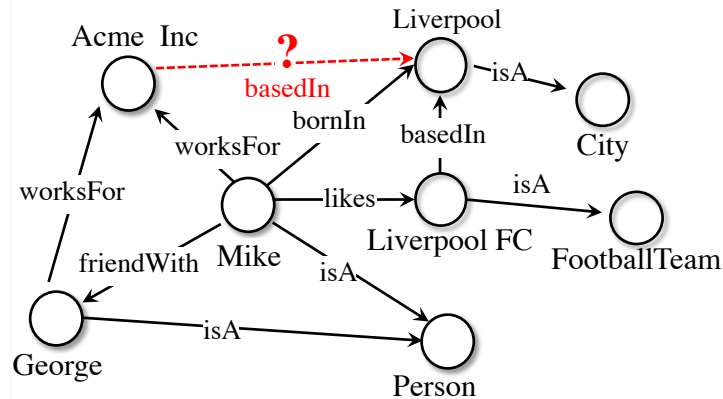 Liverpool
Acme Inc
?
basedIn
isA
bornIn
basedIn
City
worksFor
worksFor
likes
isA
Mike
Liverpool FC
FootballTeam
friendWith
isA
isA
George
Person